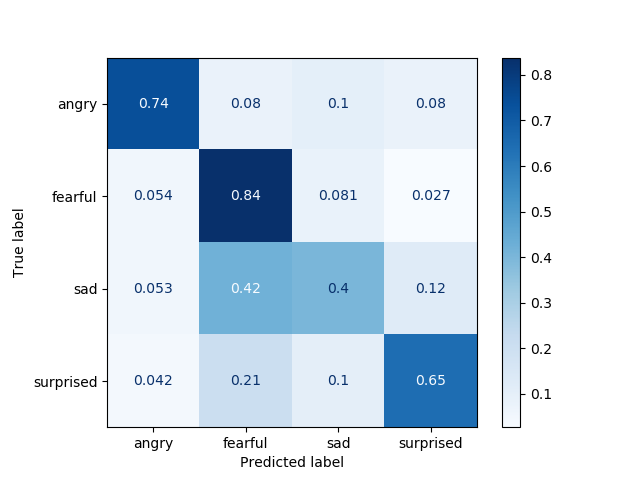 angry 0.74 0.08 0.1 0.08
fearful 0.054 0.84 0.081 0.027
sad 0.053 0.42 0.4 0.12
surprised 0.042 0.21 0.1 0.65
angry fearful sad surprised
Predicted label
True label
0.8
0.7
0.6
0.5
0.4
0.3
0.2
0.1